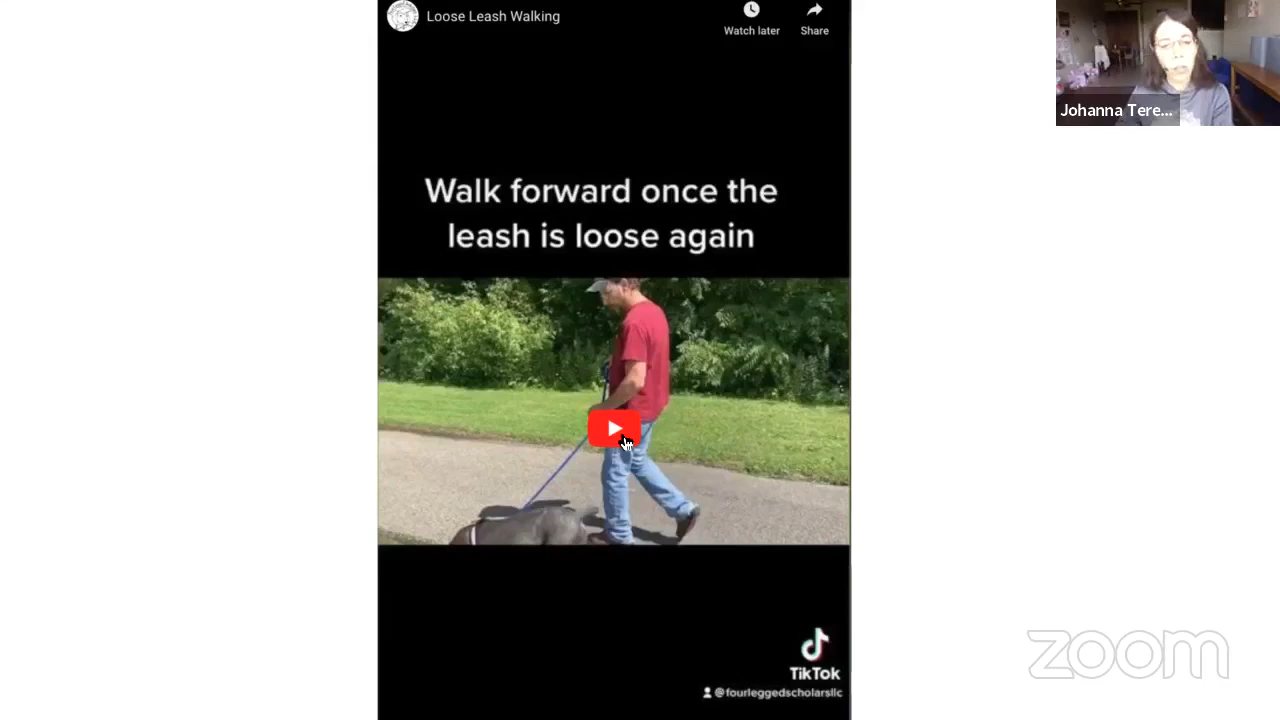 Loose Leash Walking
Watch later
Share
Johanna Tere...
Walk forward once the
leash is loose again
TikTok
@fourleggedscholarsllc
zoom